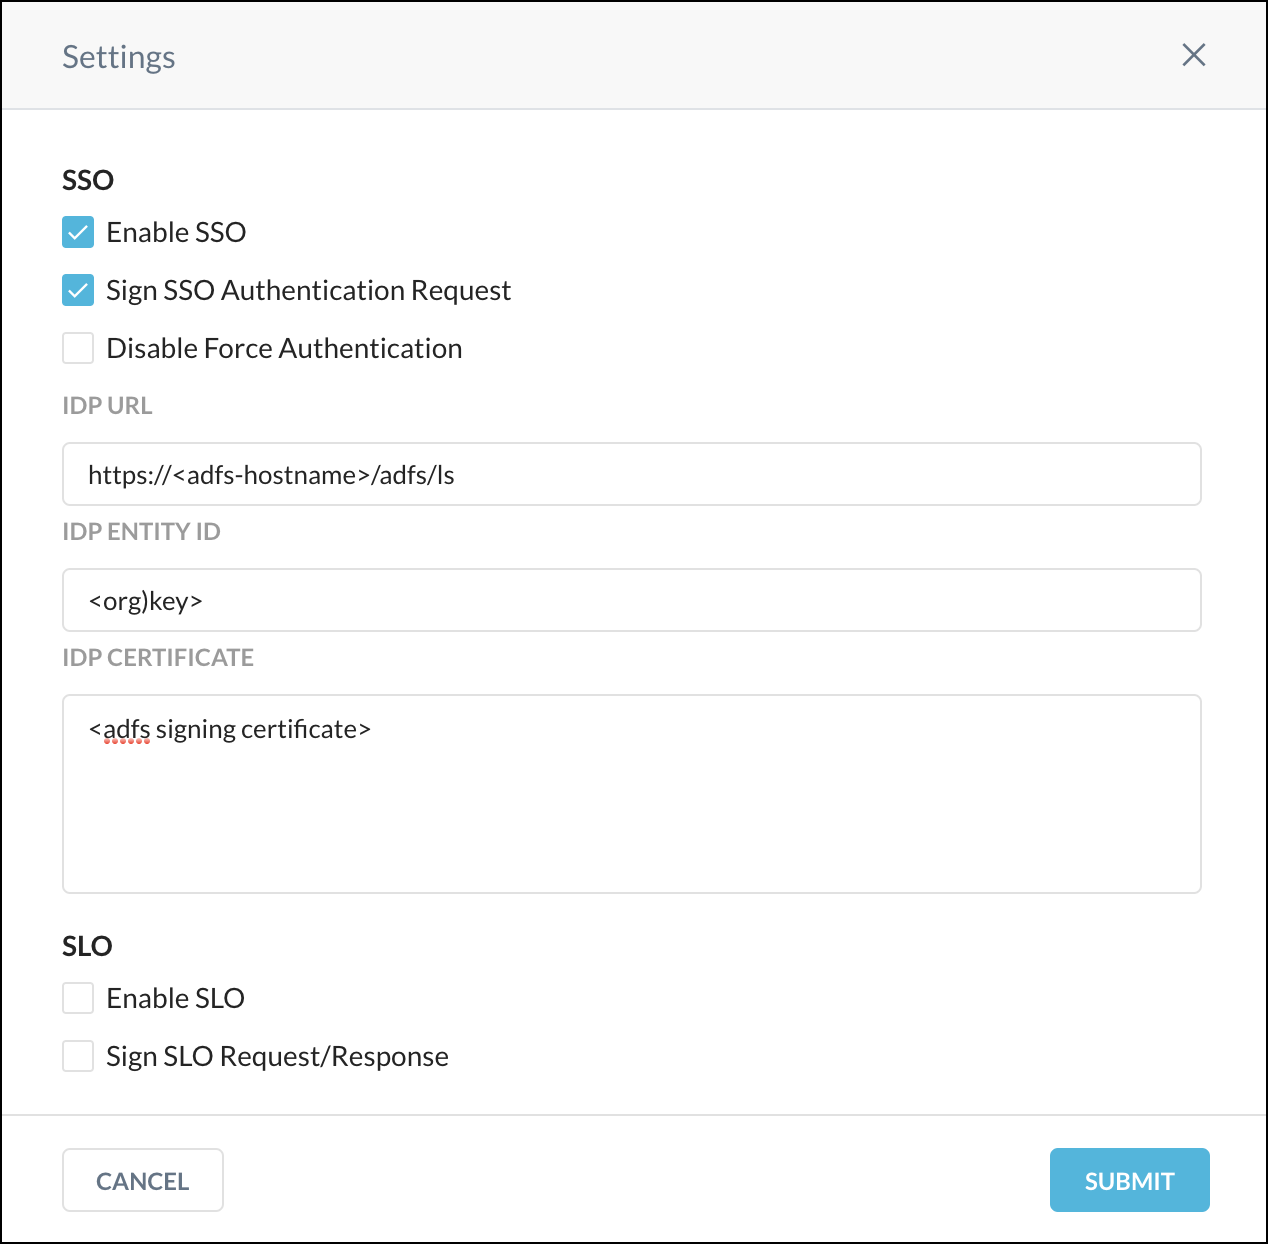 Settings
SSO
Enable SSO
Sign SSO Authentication Request
Disable Force Authentication
IDP URL
https://<adfs-hostname>/adfs/ls
IDP ENTITY ID
<org)key>
IDP CERTIFICATE
<adfs signing certificate>
SLO
Enable SLO
Sign SLO Request/Response
CANCEL
SUBMIT